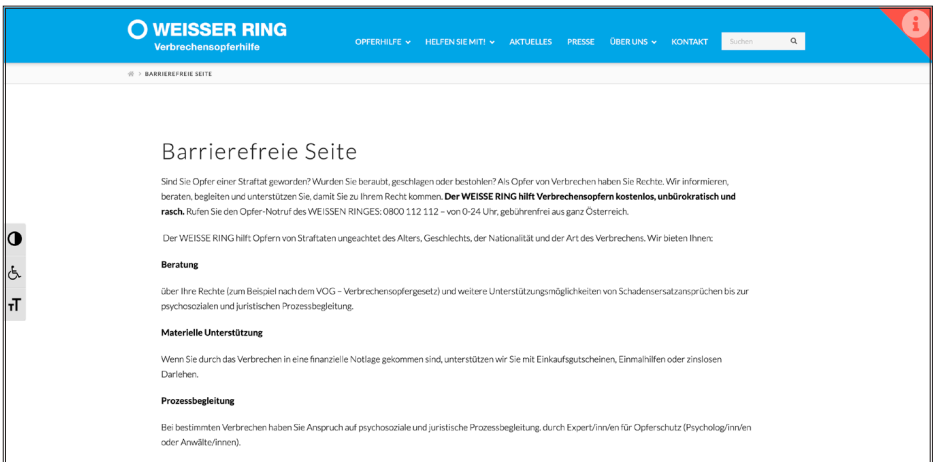 WEISSER RING
Verbrechensopferhilfe
OPFERHILFE HELFEN SIE MIT! AKTUELLES PRESSE ÜBER UNS KONTAKT Suchen
BARRIEREFREIE SEITE
Barrierefreie Seite
Sind Sie Opfer einer Straftat geworden? Wurden Sie beraubt, geschlagen oder bestohlen? Als Opfer von Verbrechen haben Sie Rechte. Wir informieren,
beraten, begleiten und unterstützen Sie, damit Sie zu Ihrem Recht kommen. Der WEISSE RING hilft Verbrechensopfern kostenlos, unbürokratisch und
rasch. Rufen Sie den Opfer-Notruf des WEISSEN RINGES: 0800 112 112 – von 0-24 Uhr, gebührenfrei aus ganz Österreich.
Der WEISSE RING hilft Opfern von Straftaten ungeachtet des Alters, Geschlechts, der Nationalität und der Art des Verbrechens. Wir bieten Ihnen:
Beratung
über Ihre Rechte (zum Beispiel nach dem VOG – Verbrechensopfergesetz) und weitere Unterstützungsmöglichkeiten von Schadensersatzansprüchen bis zur
psychosozialen und juristischen Prozessbegleitung.
Materielle Unterstützung
Wenn Sie durch das Verbrechen in eine finanzielle Notlage gekommen sind, unterstützen wir Sie mit Einkaufsgutscheinen, Einmalhilfen oder zinslosen
Darlehen.
Prozessbegleitung
Bei bestimmten Verbrechen haben Sie Anspruch auf psychosoziale und juristische Prozessbegleitung, durch Expert/inn/en für Opferschutz (Psycholog/inn/en
oder Anwälte/innen).